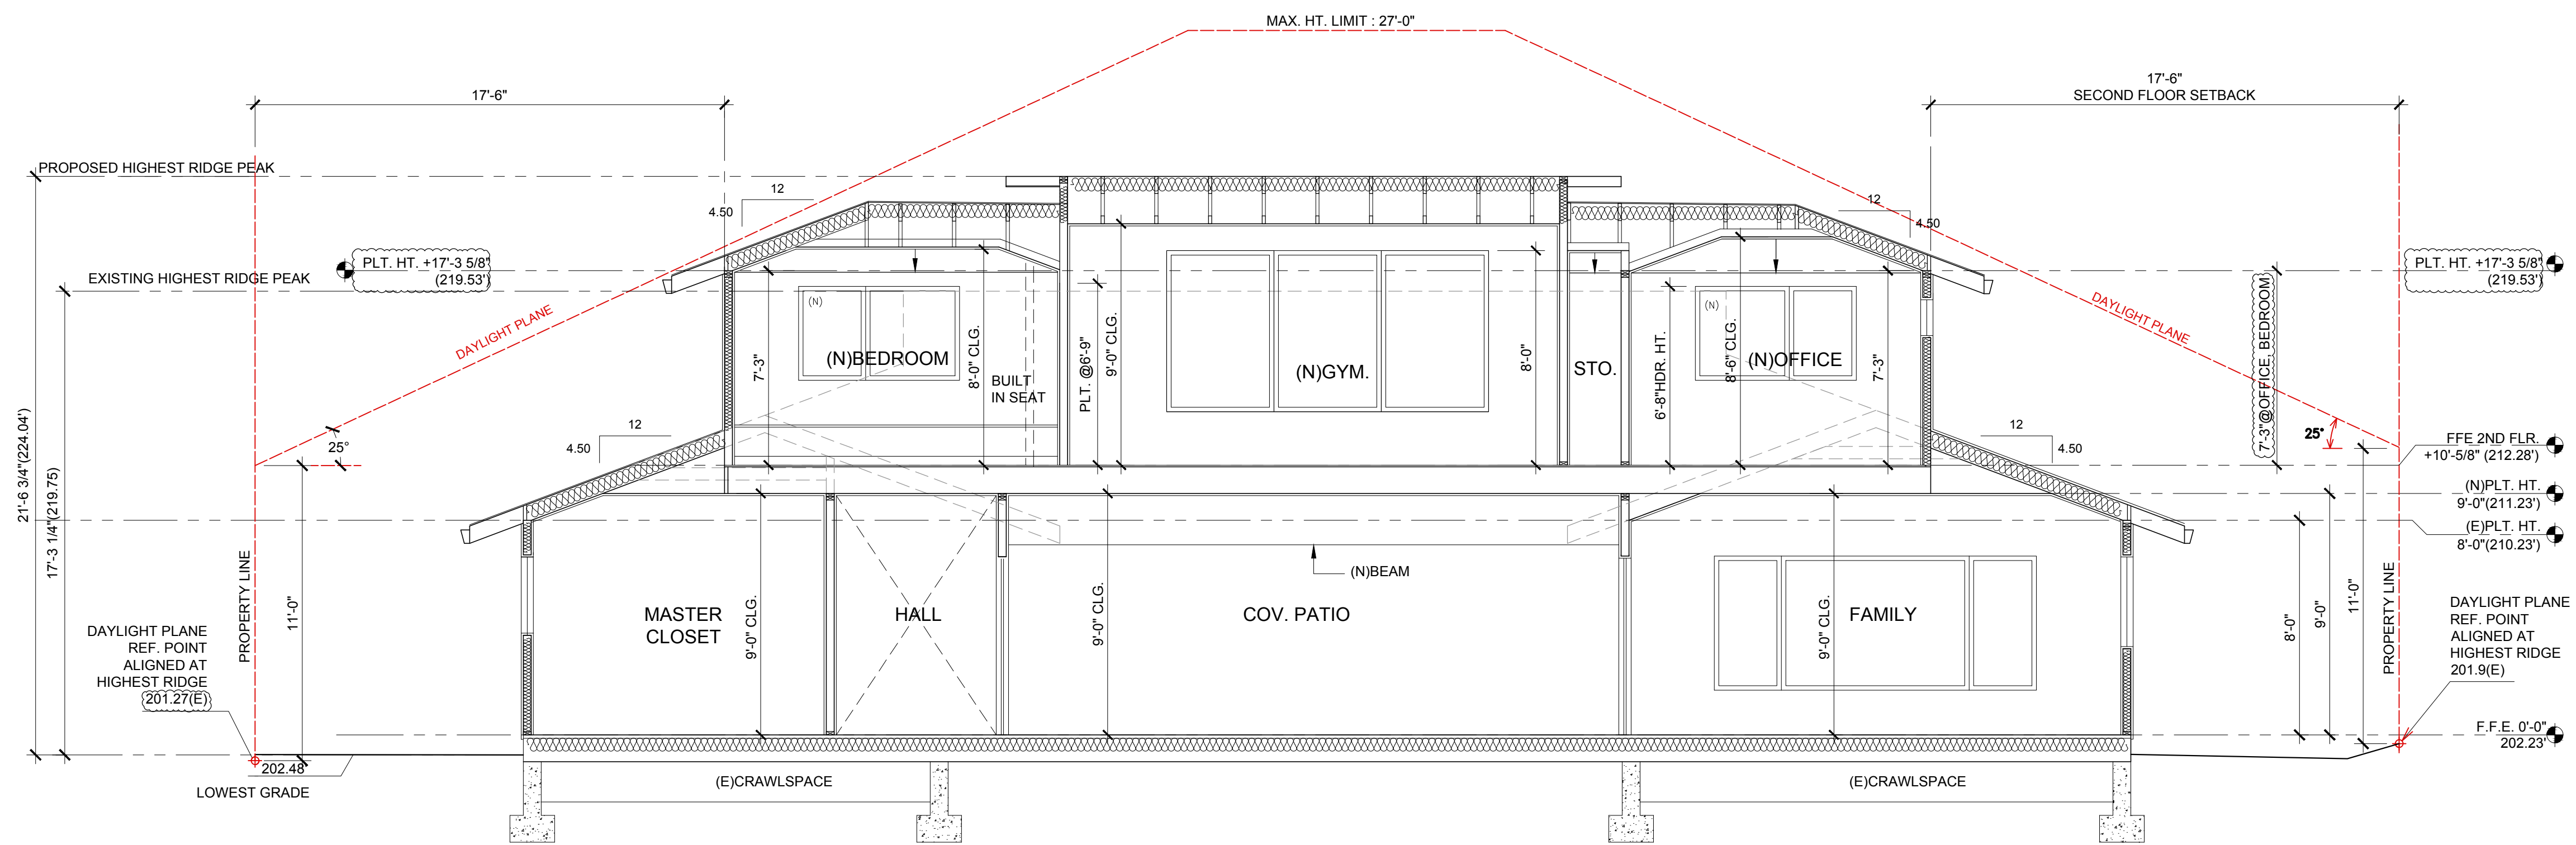 MAX. HT. LIMIT : 27'-0"
17'-6"
17'-6"
SECOND FLOOR SETBACK
PROPOSED HIGHEST RIDGE PEAK
12
4.50
12
4.50
PLT. HT. +17'-3 5/8"
(219.53')
PLT. HT. +17'-3 5/8"
(219.53')
EXISTING HIGHEST RIDGE PEAK
DAYLIGHT PLANE
DAYLIGHT PLANE
(N)
(N)BEDROOM
7'-3"
8'-0" CLG.
BUILT
IN SEAT
PLT. @6'-9"
9'-0" CLG.
(N)GYM.
8'-0"
STO.
6'-8"HDR. HT.
8'-6" CLG.
(N)
(N)OFFICE
7'-3"
7'-3"@OFFICE, BEDROOM
25°
25°
12
4.50
12
4.50
FFE 2ND FLR.
+10'-5/8" (212.28')
(N)PLT. HT.
9'-0"(211.23')
(E)PLT. HT.
8'-0"(210.23')
21'-6 3/4"(224.04')
17'-3 1/4"(219.75)
PROPERTY LINE
11'-0"
(N)BEAM
MASTER
CLOSET
9'-0" CLG.
HALL
9'-0" CLG.
COV. PATIO
9'-0" CLG.
FAMILY
8'-0"
9'-0"
11'-0"
PROPERTY LINE
DAYLIGHT PLANE
REF. POINT
ALIGNED AT
HIGHEST RIDGE
201.27(E)
DAYLIGHT PLANE
REF. POINT
ALIGNED AT
HIGHEST RIDGE
201.9(E)
F.F.E. 0'-0"
202.23'
202.48'
LOWEST GRADE
(E)CRAWLSPACE
(E)CRAWLSPACE